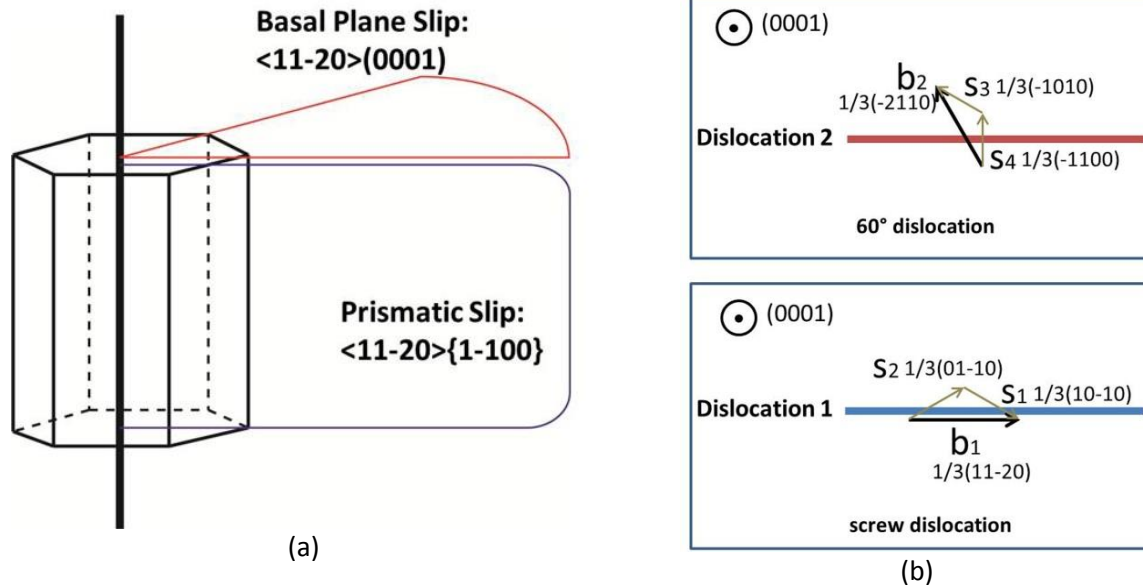 Basal Plane Slip:
<11-20>(0001)
Prismatic Slip:
<11-20>{1-100}
(a)
(0001)
b2
1/3(-2110)
S3 1/3(-1010)
Dislocation 2
S4 1/3(-1100)
60° dislocation
(0001)
S2 1/3(01-10)
S1 1/3(10-10)
Dislocation 1
b1
1/3(11-20)
screw dislocation
(b)